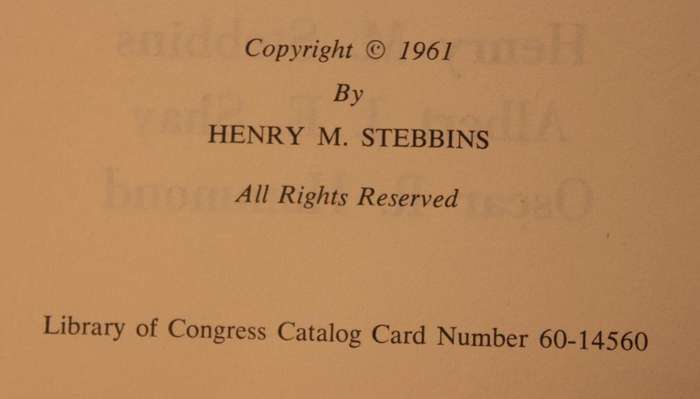 Copyright © 1961
By
HENRY M. STEBBINS
All Rights Reserved
Library of Congress Catalog Card Number 60-14560